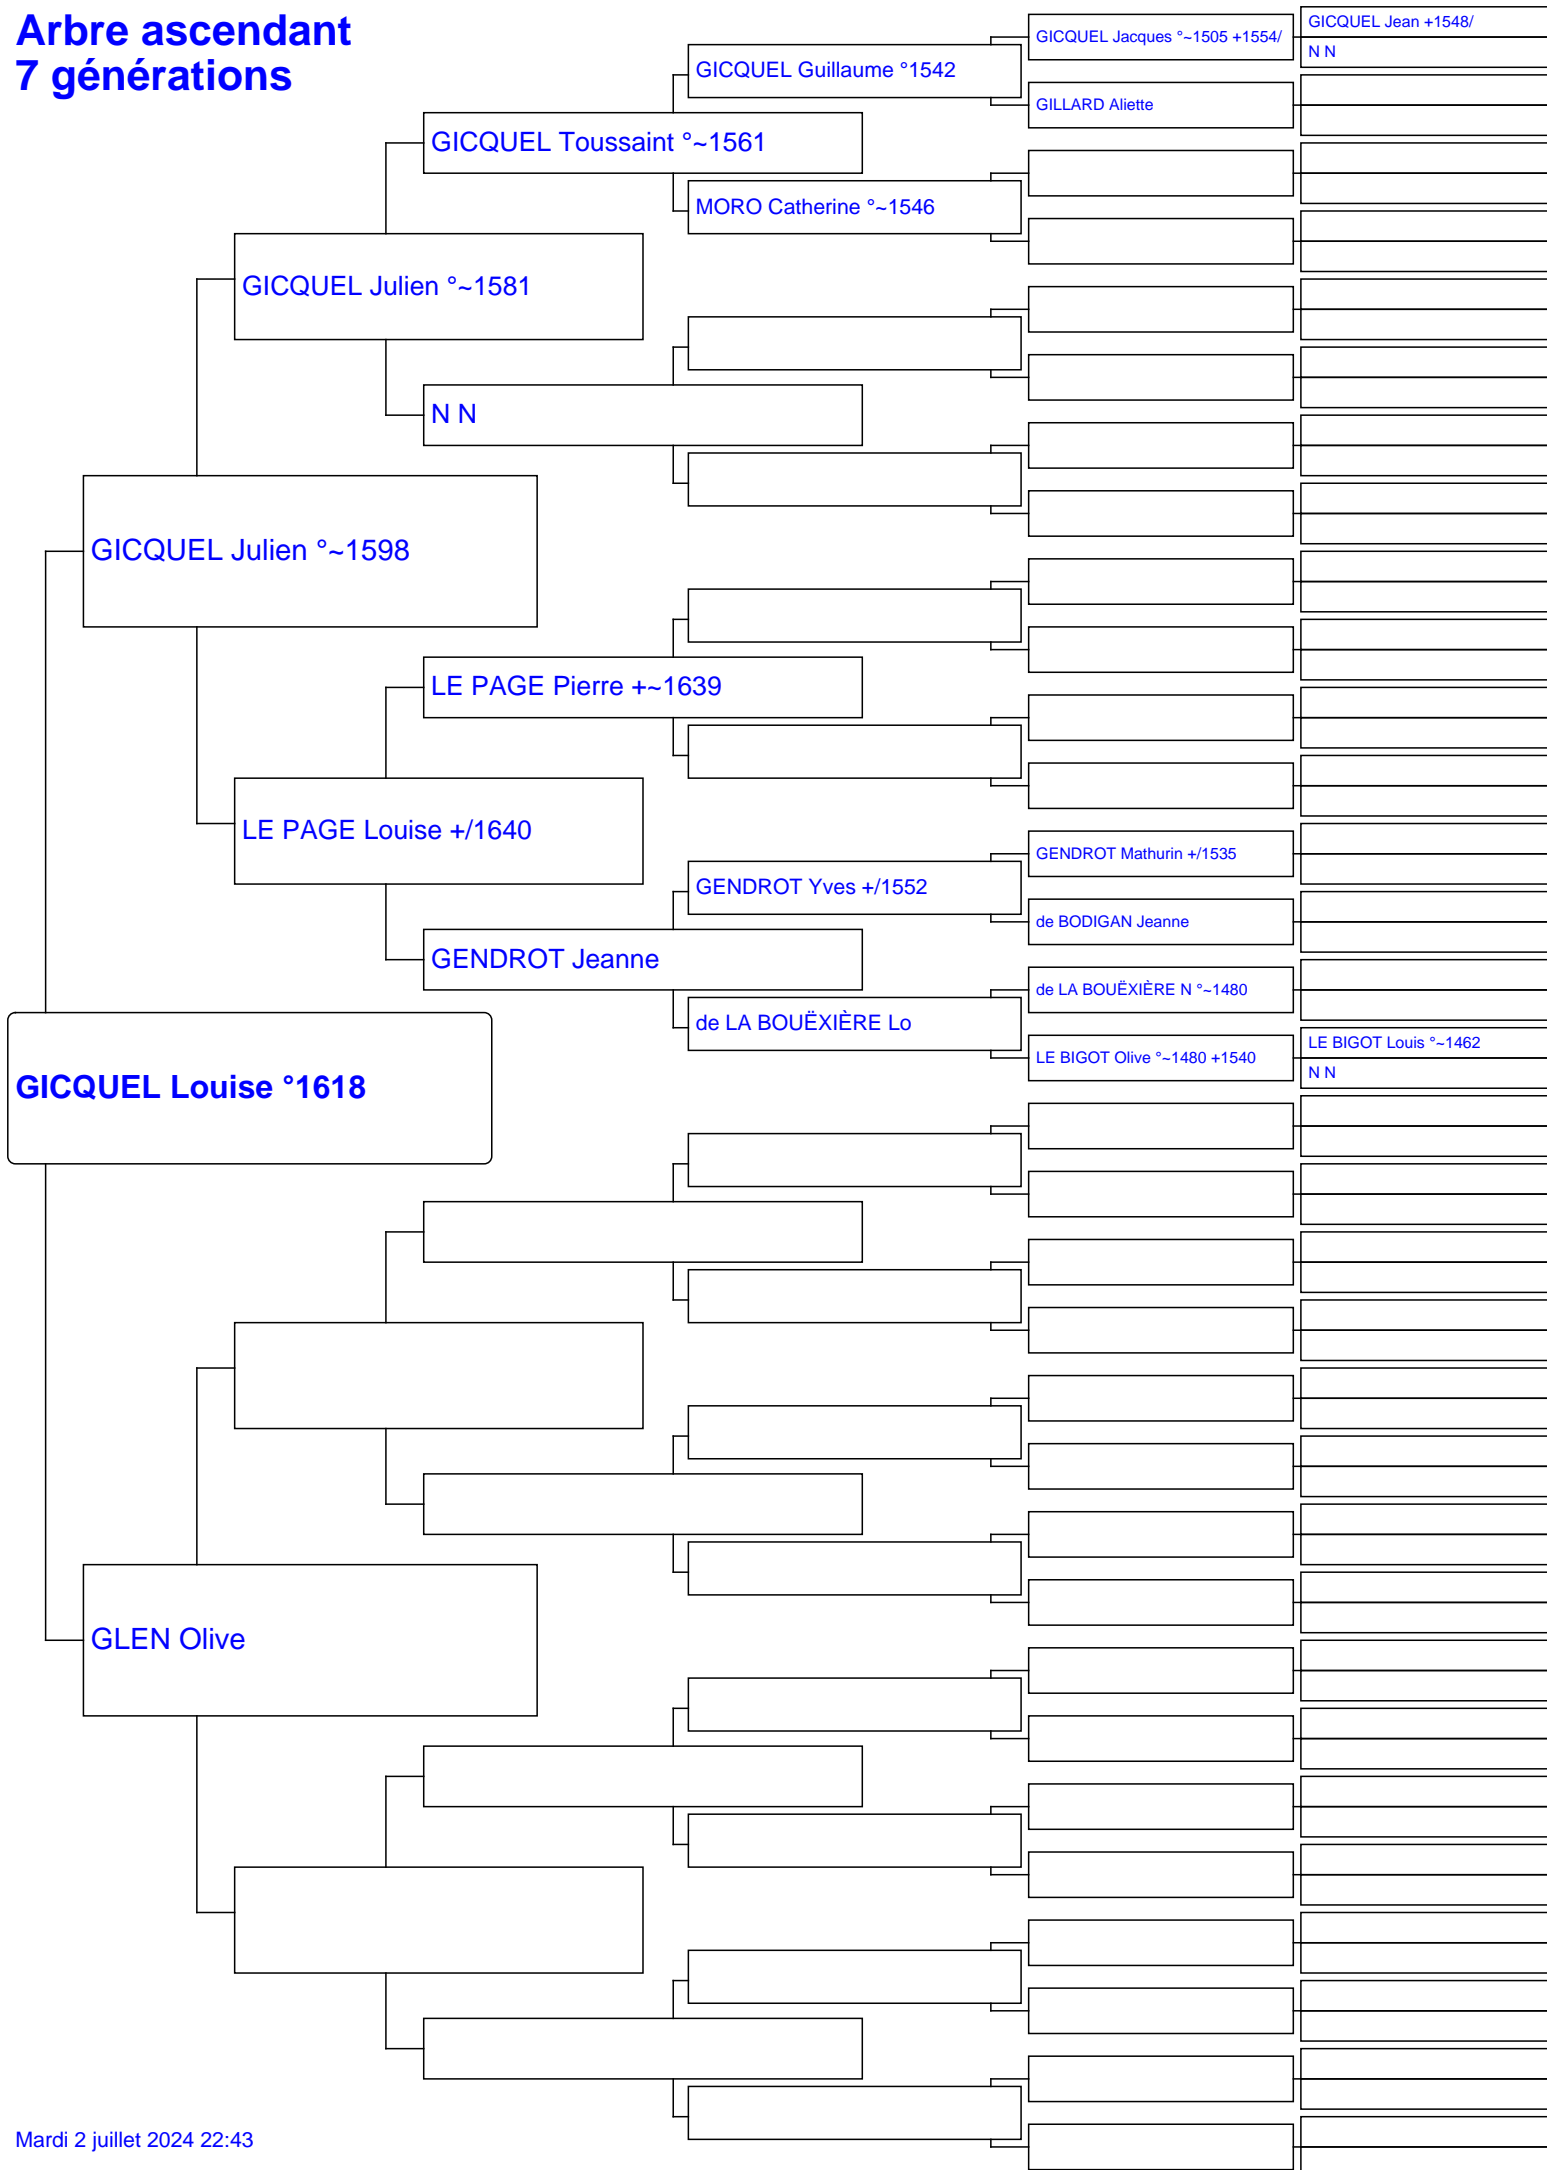 Arbre ascendant
7 générations
GICQUEL Jacques °~1505 +1554/
GICQUEL Jean +1548/
N N
GICQUEL Guillaume °1542
GILLARD Aliette
GICQUEL Toussaint °~1561
MORO Catherine °~1546
GICQUEL Julien °~1581
N N
GICQUEL Julien °~1598
LE PAGE Pierre +~1639
LE PAGE Louise +/1640
GENDROT Mathurin +/1535
GENDROT Yves +/1552
de BODIGAN Jeanne
GENDROT Jeanne
de LA BOUËXIÈRE N °~1480
de LA BOUËXIÈRE Lo
LE BIGOT Olive °~1480 +1540
LE BIGOT Louis °~1462
N N
GICQUEL Louise °1618
GLEN Olive
Mardi 2 juillet 2024 22:43